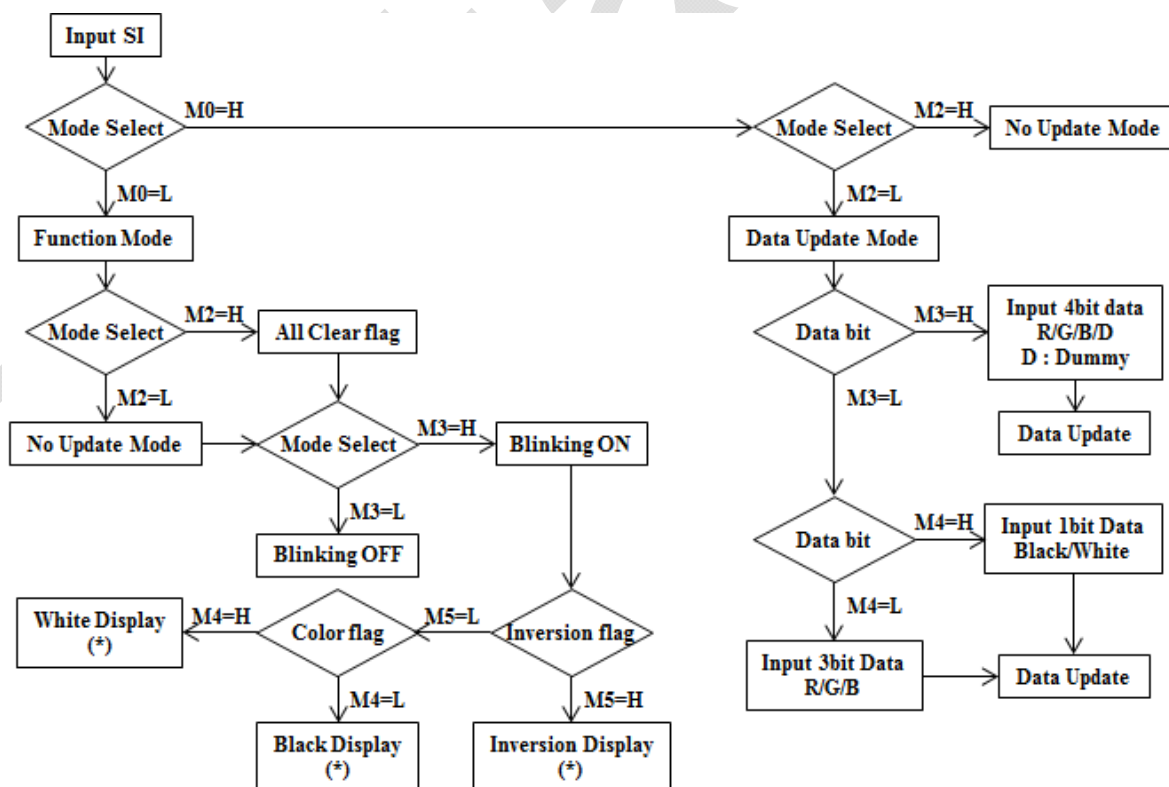 Input SI
Mode Select
M0=H
Mode Select
M2=H
No Update Mode
M0=L
M2=L
Function Mode
Data Update Mode
Mode Select
M2=H
All Clear flag
Data bit
M3=H
Input 4bit data
R/G/B/D
D : Dummy
M2=L
M3=L
No Update Mode
Mode Select
M3=H
Blinking ON
Data Update
M3=L
Blinking OFF
Data bit
M4=H
Input 1bit Data
Black/White
M4=L
White Display
(*)
M4=H
Color flag
M5=L
Inversion flag
Input 3bit Data
R/G/B
Data Update
M4=L
M5=H
Black Display
(*)
Inversion Display
(*)